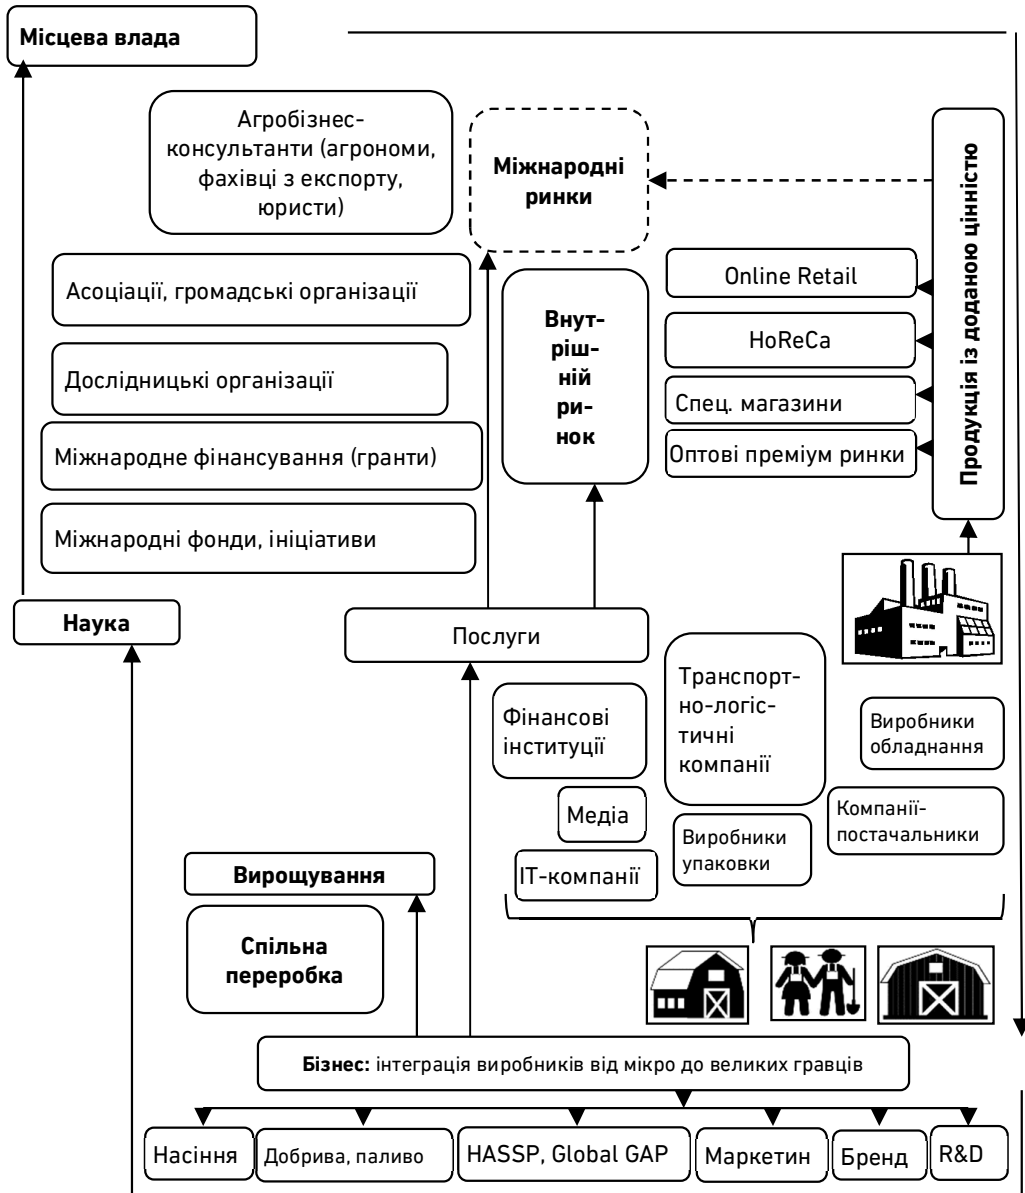 Місцева влада
Агробізнес-
консультанти (агрономи,
фахівці з експорту,
юристи)
Міжнародні
ринки
Продукція із доданою цінністю
Асоціації, громадські організації
Online Retail
Внут-
ріш-
ній
ри-
нок
HoReCa
Дослідницькі організації
Спец. магазини
Міжнародне фінансування (гранти)
Оптові преміум ринки
Міжнародні фонди, ініціативи
Наука
Послуги
Транспорт-
но-логіс-
тичні
компанії
Фінансові
інституції
Виробники
обладнання
Медіа
Компанії-
постачальники
Виробники
упаковки
ІТ-компанії
Вирощування
Спільна
переробка
Бізнес: інтеграція виробників від мікро до великих гравців
Насіння
Добрива, паливо
HASSP, Global GAP
Маркетин
Бренд
R&D